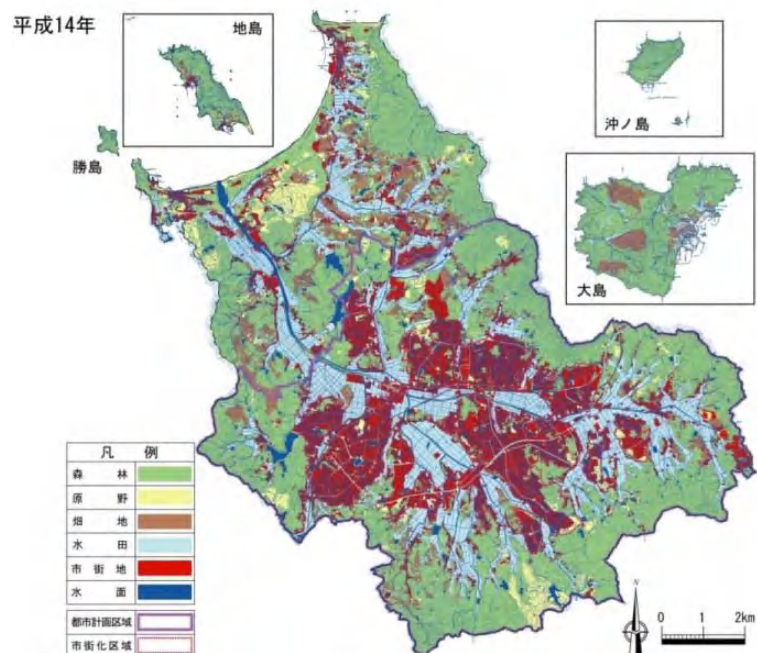 平成14年
地島
沖ノ島
勝島
大島
凡 例
森 林
原 野
畑 地
水 田
市 街 地
水 面
都市計画区域
市街化区域
N
0 1 2km